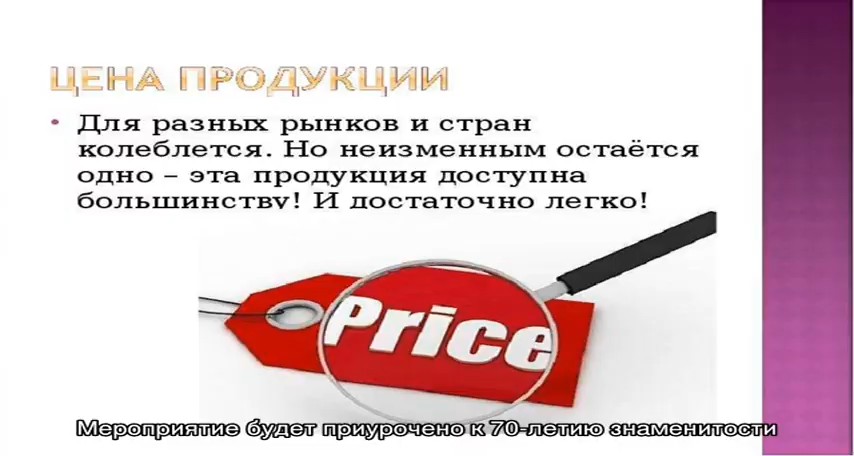 ЦЕНА ПРОДУКЦИИ
• Для разных рынков и стран
колеблется. Но неизменным остаётся
одно – эта продукция доступна
большинству! И достаточно легко!
Price
Мероприятие будет приурочено к 70-летию знаменитости